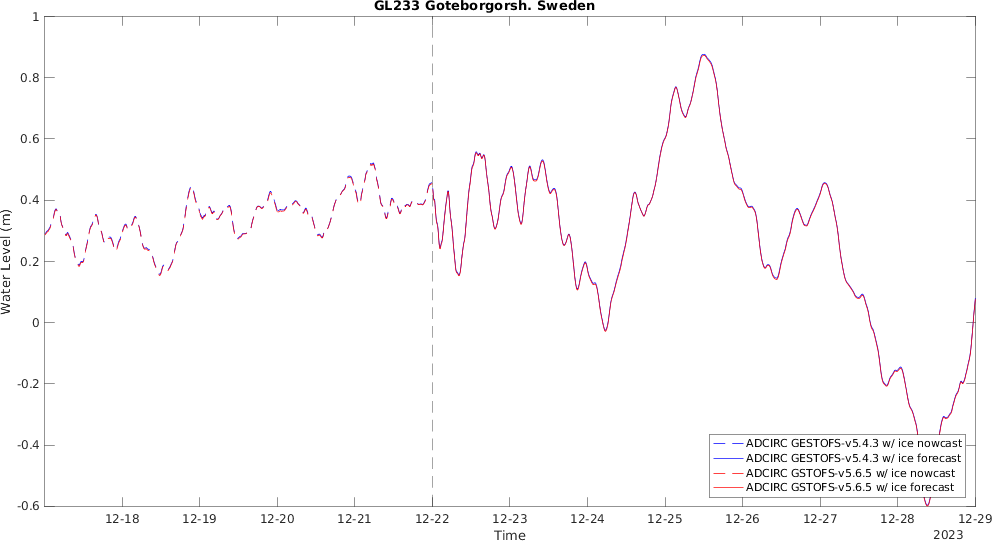 GL233 Goteborgorsh. Sweden
1
0.8
0.6
0.4
0.2
0
-0.2
-0.4
-0.6
Water Level (m)
ADCIRC GESTOFS-v5.4.3 w/ ice nowcast
ADCIRC GESTOFS-v5.4.3 w/ ice forecast
ADCIRC GSTOFS-v5.6.5 w/ ice nowcast
ADCIRC GSTOFS-v5.6.5 w/ ice forecast
12-18 12-19 12-20 12-21 12-22 12-23 12-24 12-25 12-26 12-27 12-28 12-29
Time
2023